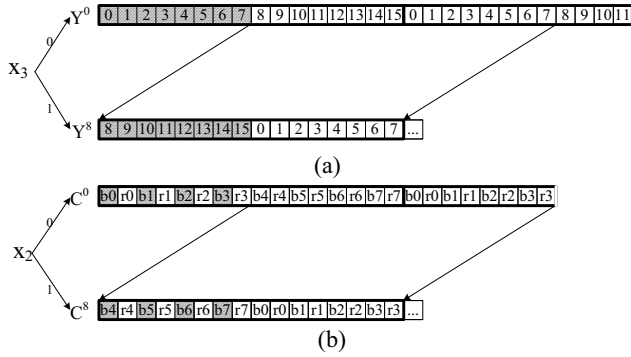 Y0 0 1 2 3 4 5 6 7 8 9 10 11 12 13 14 15 0 1 2 3 4 5 6 7 8 9 10 11
0
x3
1
Y8 8 9 10 11 12 13 14 15 0 1 2 3 4 5 6 7 ...
(a)
C0 b0 r0 b1 r1 b2 r2 b3 r3 b4 r4 b5 r5 b6 r6 b7 r7 b0 r0 b1 r1 b2 r2 b3 r3
0
x2
1
C8 b4 r4 b5 r5 b6 r6 b7 r7 b0 r0 b1 r1 b2 r2 b3 r3 ...
(b)